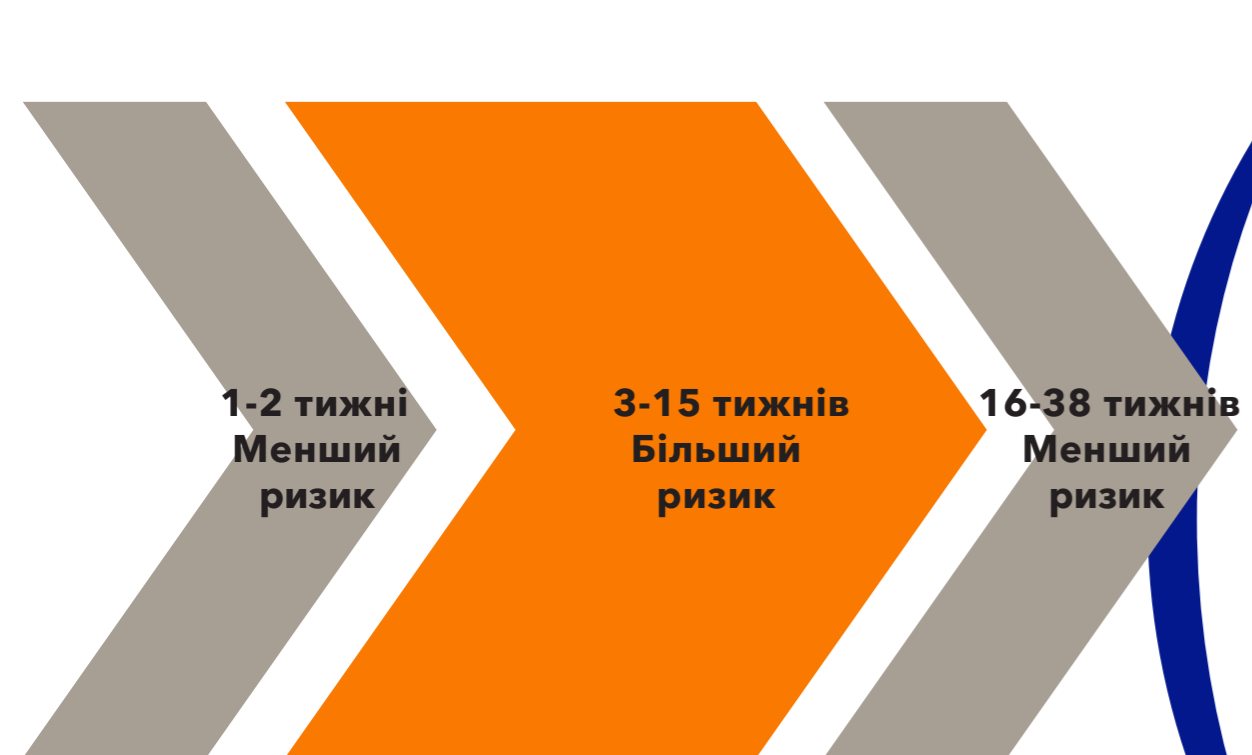 1-2 тижні
Менший
ризик
3-15 тижнів
Більший
ризик
16-38 тижнів
Менший
ризик